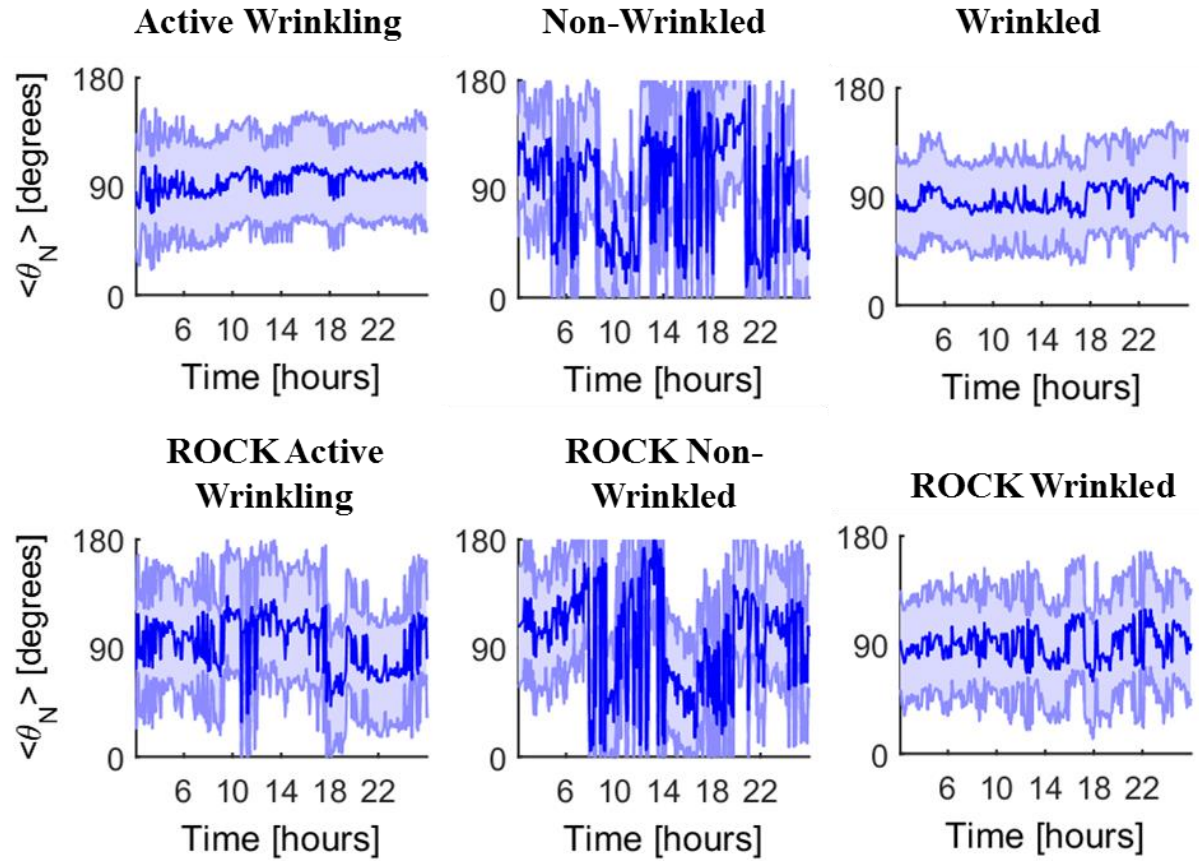 Active Wrinkling
Non-Wrinkled
Wrinkled
<θN> [degrees]
180
90
0
6 10 14 18 22
Time [hours]
180
90
0
6 10 14 18 22
Time [hours]
180
90
0
6 10 14 18 22
Time [hours]
ROCK Active
Wrinkling
ROCK Non-
Wrinkled
ROCK Wrinkled
<θN> [degrees]
180
90
0
6 10 14 18 22
Time [hours]
180
90
0
6 10 14 18 22
Time [hours]
180
90
0
6 10 14 18 22
Time [hours]